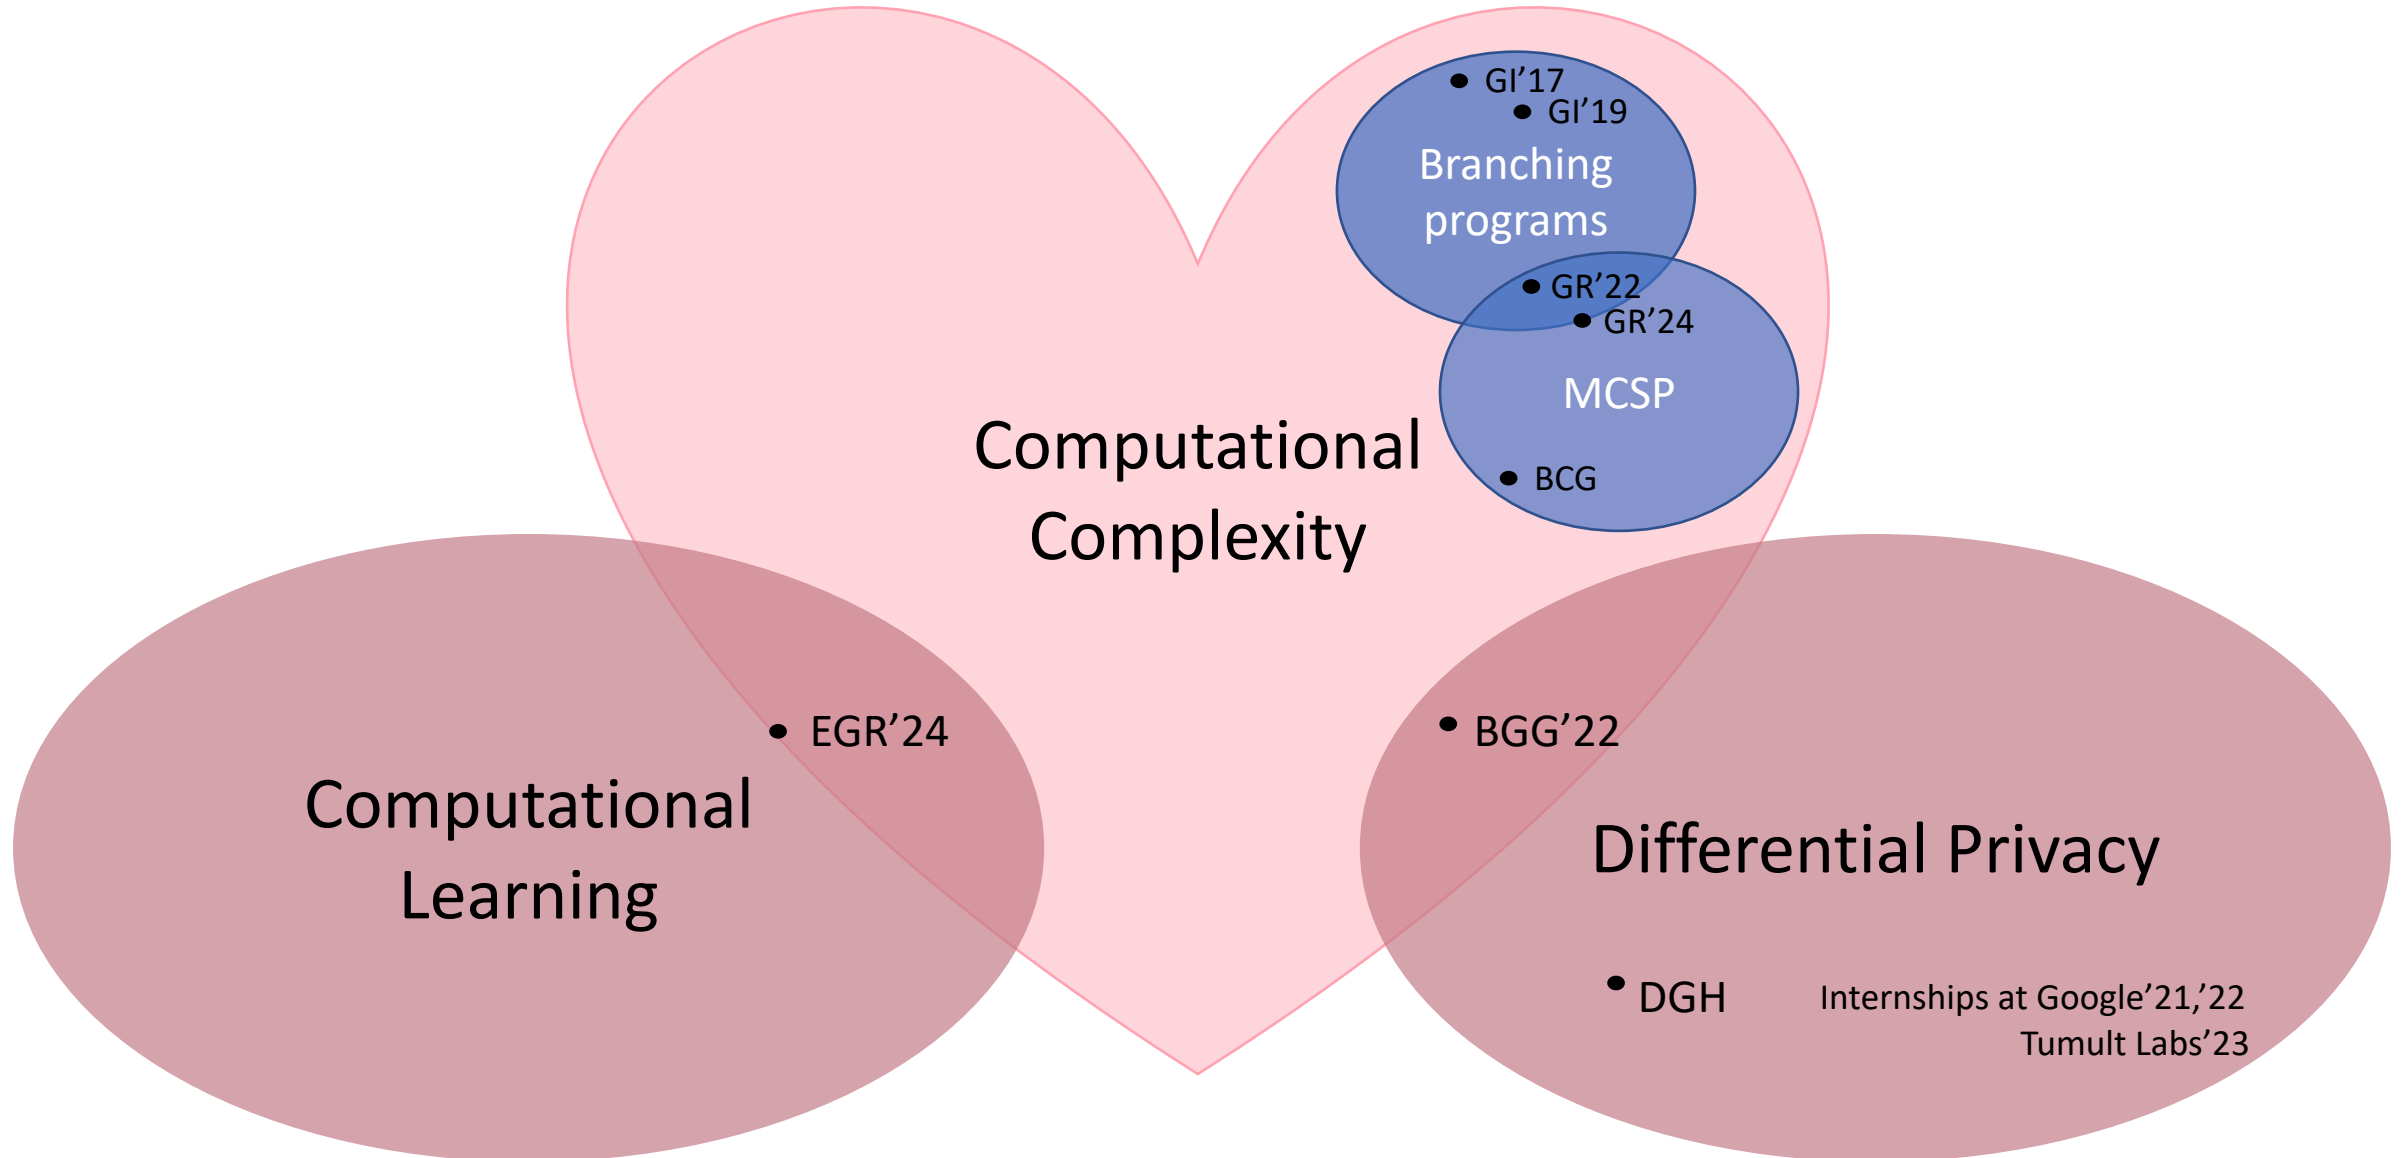 GI’17
GI’19
Branching
programs
GR’22
GR’24
MCSP
BCG
Computational
Complexity
EGR’24
BGG’22
Computational
Learning
Differential Privacy
DGH
Internships at Google’21,’22
Tumult Labs’23